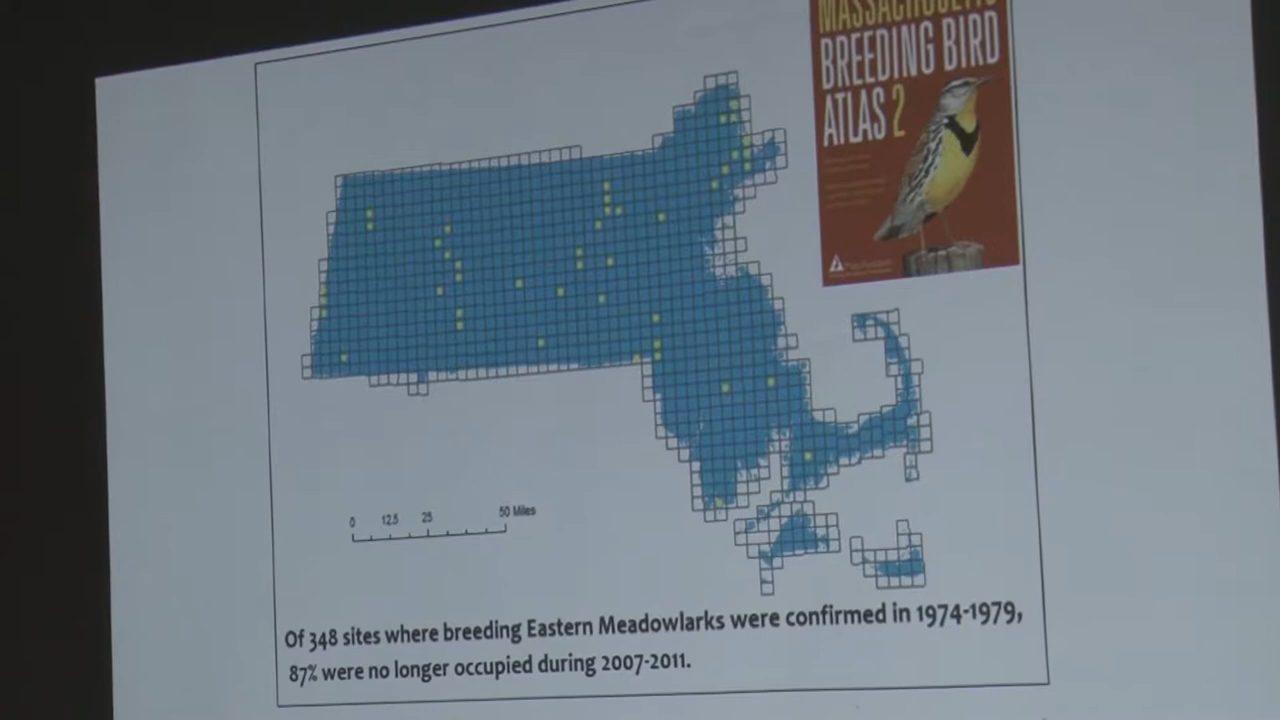 MASSACHUSETTS
BREEDING BIRD
ATLAS 2
0 12.5 25 50 Miles
Of 348 sites where breeding Eastern Meadowlarks were confirmed in 1974-1979,
87% were no longer occupied during 2007-2011.